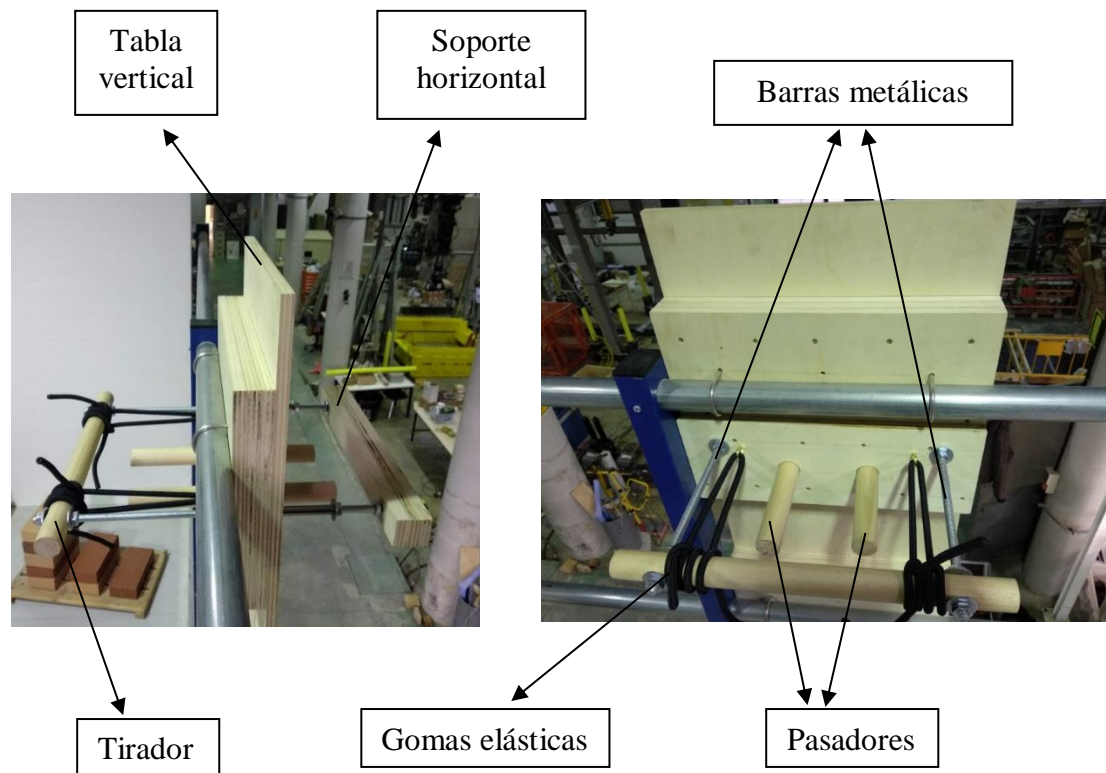 Tabla
vertical
Soporte
horizontal
Barras metálicas
Tirador
Gomas elásticas
Pasadores